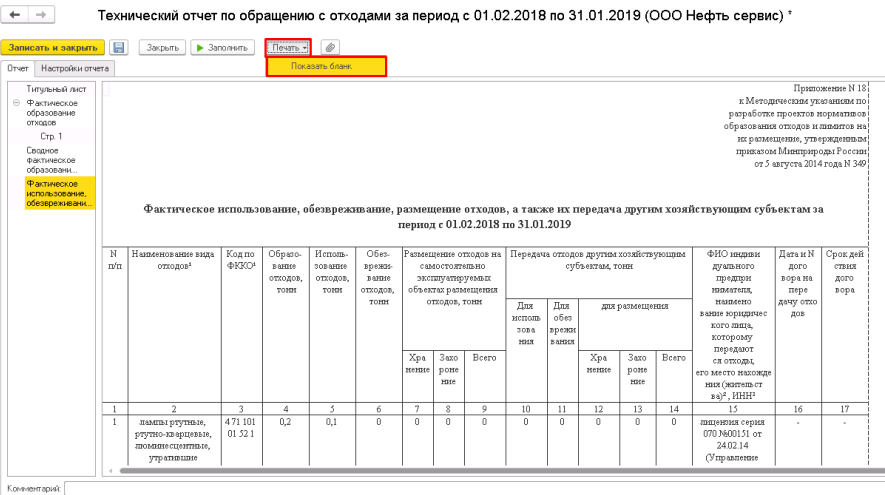 Технический отчет по обращению с отходами за период с 01.02.2018 по 31.01.2019 (ООО Нефть сервис) *
Записать и закрыть
Закрыть
Заполнить
Печать
Показать бланк
Отчет
Настройки отчета
Титульный лист
Фактическое
образование
отходов
Стр. 1
Сводное
фактическое
образовани...
Фактическое
использование,
обезвреживани...
Приложение N 18
к Методическим указаниям по
разработке проектов нормативов
образования отходов и лимитов на
их размещение, утвержденным
приказом Минприроды России
от 5 августа 2014 года N 349
Фактическое использование, обезвреживание, размещение отходов, а также их передача другим хозяйствующим субъектам за
период с 01.02.2018 по 31.01.2019
N
п/п
Наименование вида
отходов¹
Код по
ФККО¹
Образо-
вание
отходов,
тонн
Исполь-
зование
отходов,
тонн
Обез-
врежи-
вание
отходов,
тонн
Размещение отходов на
самостоятельно
эксплуатируемых
объектах размещения
отходов, тонн
Хра
нение
Захо
роне
ние
Всего
Передача отходов другим хозяйствующим
субъектам, тонн
Для
исполь
зова
ния
Для
обез
врежи
вания
для размещения
Хра
нение
Захо
роне
ние
Всего
ФИО индиви
дуального
предпри
нимателя,
наимено
вание юридичес
кого лица,
которому
передают
ся отходы,
его место нахожде
ния (жительст
ва)², ИНН²
Дата и N
дого
вора на
пере
дачу отхо
дов
Срок дей
ствия
дого
вора
1 2 3 4 5 6 7 8 9 10 11 12 13 14 15 16 17
1
лампы ртутные,
ртутно-кварцевые,
люминесцентные,
утратившие
4 71 101
01 52 1
0,2 0,1 0 0 0 0 0 0 0 0 0
лицензия серия
070 №00151 от
24.02.14
(Управление
- -
Комментарий: